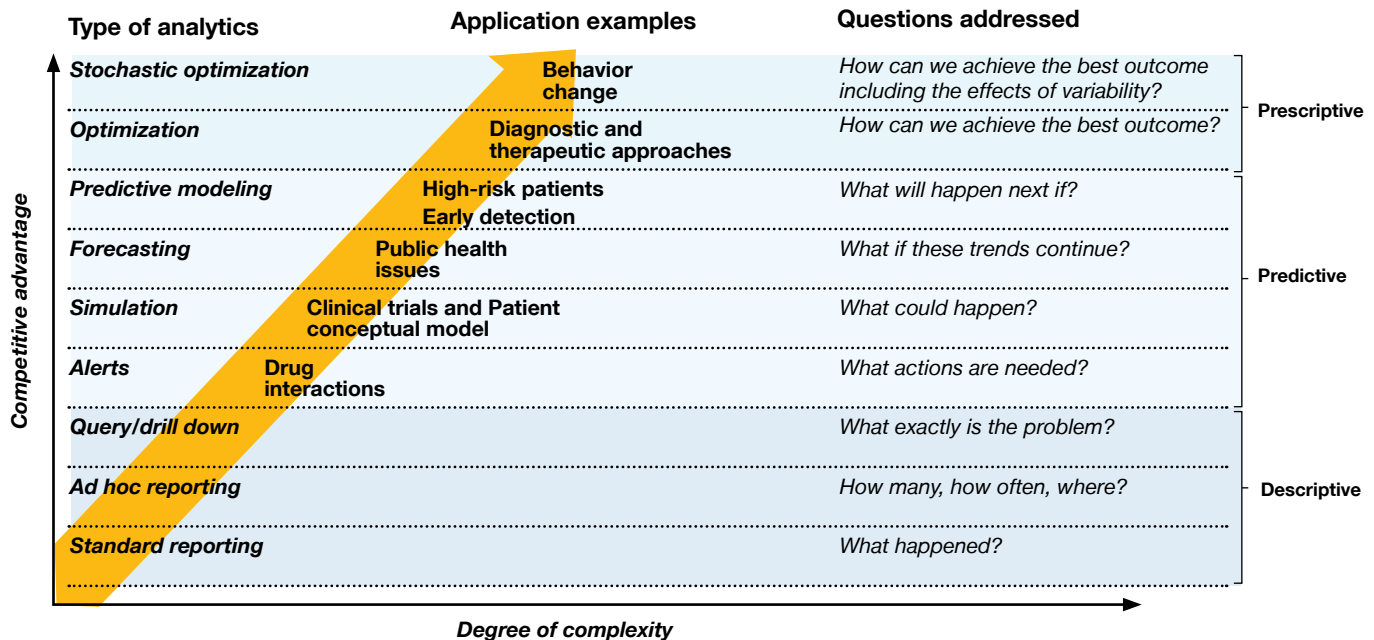 Type of analytics
Application examples
Questions addressed
Stochastic optimization
Behavior
change
How can we achieve the best outcome
including the effects of variability?
Optimization
Diagnostic and
therapeutic approaches
How can we achieve the best outcome?
Prescriptive
Predictive modeling
High-risk patients
Early detection
What will happen next if?
Forecasting
Public health
issues
What if these trends continue?
Simulation
Clinical trials and Patient
conceptual model
What could happen?
Alerts
Drug
interactions
What actions are needed?
Predictive
Query/drill down
What exactly is the problem?
Ad hoc reporting
How many, how often, where?
Standard reporting
What happened?
Descriptive
Competitive advantage
Degree of complexity